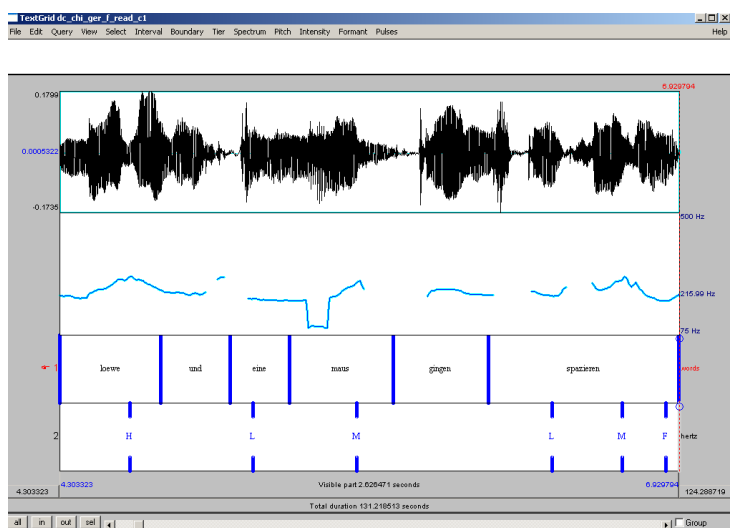 TextGrid dc_chi_ger_f_read_c1
File Edit Query View Select Interval Boundary Tier Spectrum Pitch Intensity Formant Pulses Help
6.929794
0.1799
0.0005322
-0.1735
500 Hz
215.99 Hz
75 Hz
1 loewe und eine maus gingen spazieren words
2 H L M L M F hertz
4.303323 4.303323 Visible part 2.626471 seconds 6.929794 124.288719
Total duration 131.218513 seconds
all in out sel Group